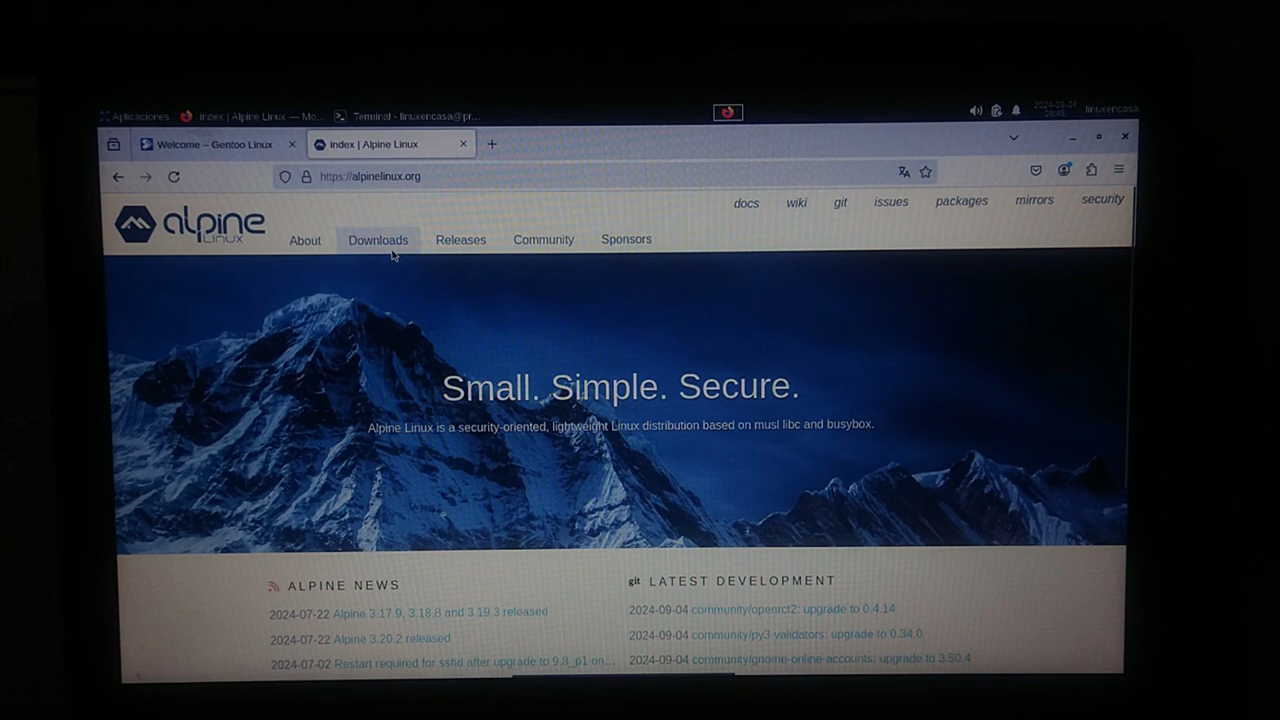 Aplicaciones index | Alpine Linux — Mo... Terminal - linuxencasa@pr... 2024-09-04 linuxencasa
Welcome – Gentoo Linux index | Alpine Linux
https://alpinelinux.org
docs wiki git issues packages mirrors security
alpine
Linux
About Downloads Releases Community Sponsors
Small. Simple. Secure.
Alpine Linux is a security-oriented, lightweight Linux distribution based on musl libc and busybox.
ALPINE NEWS
2024-07-22 Alpine 3.17.9, 3.18.8 and 3.19.3 released
2024-07-22 Alpine 3.20.2 released
2024-07-02 Restart required for sshd after upgrade to 9.8_p1 on...
git LATEST DEVELOPMENT
2024-09-04 community/openrct2: upgrade to 0.4.14
2024-09-04 community/py3-validators: upgrade to 0.34.0
2024-09-04 community/gnome-online-accounts: upgrade to 3.50.4